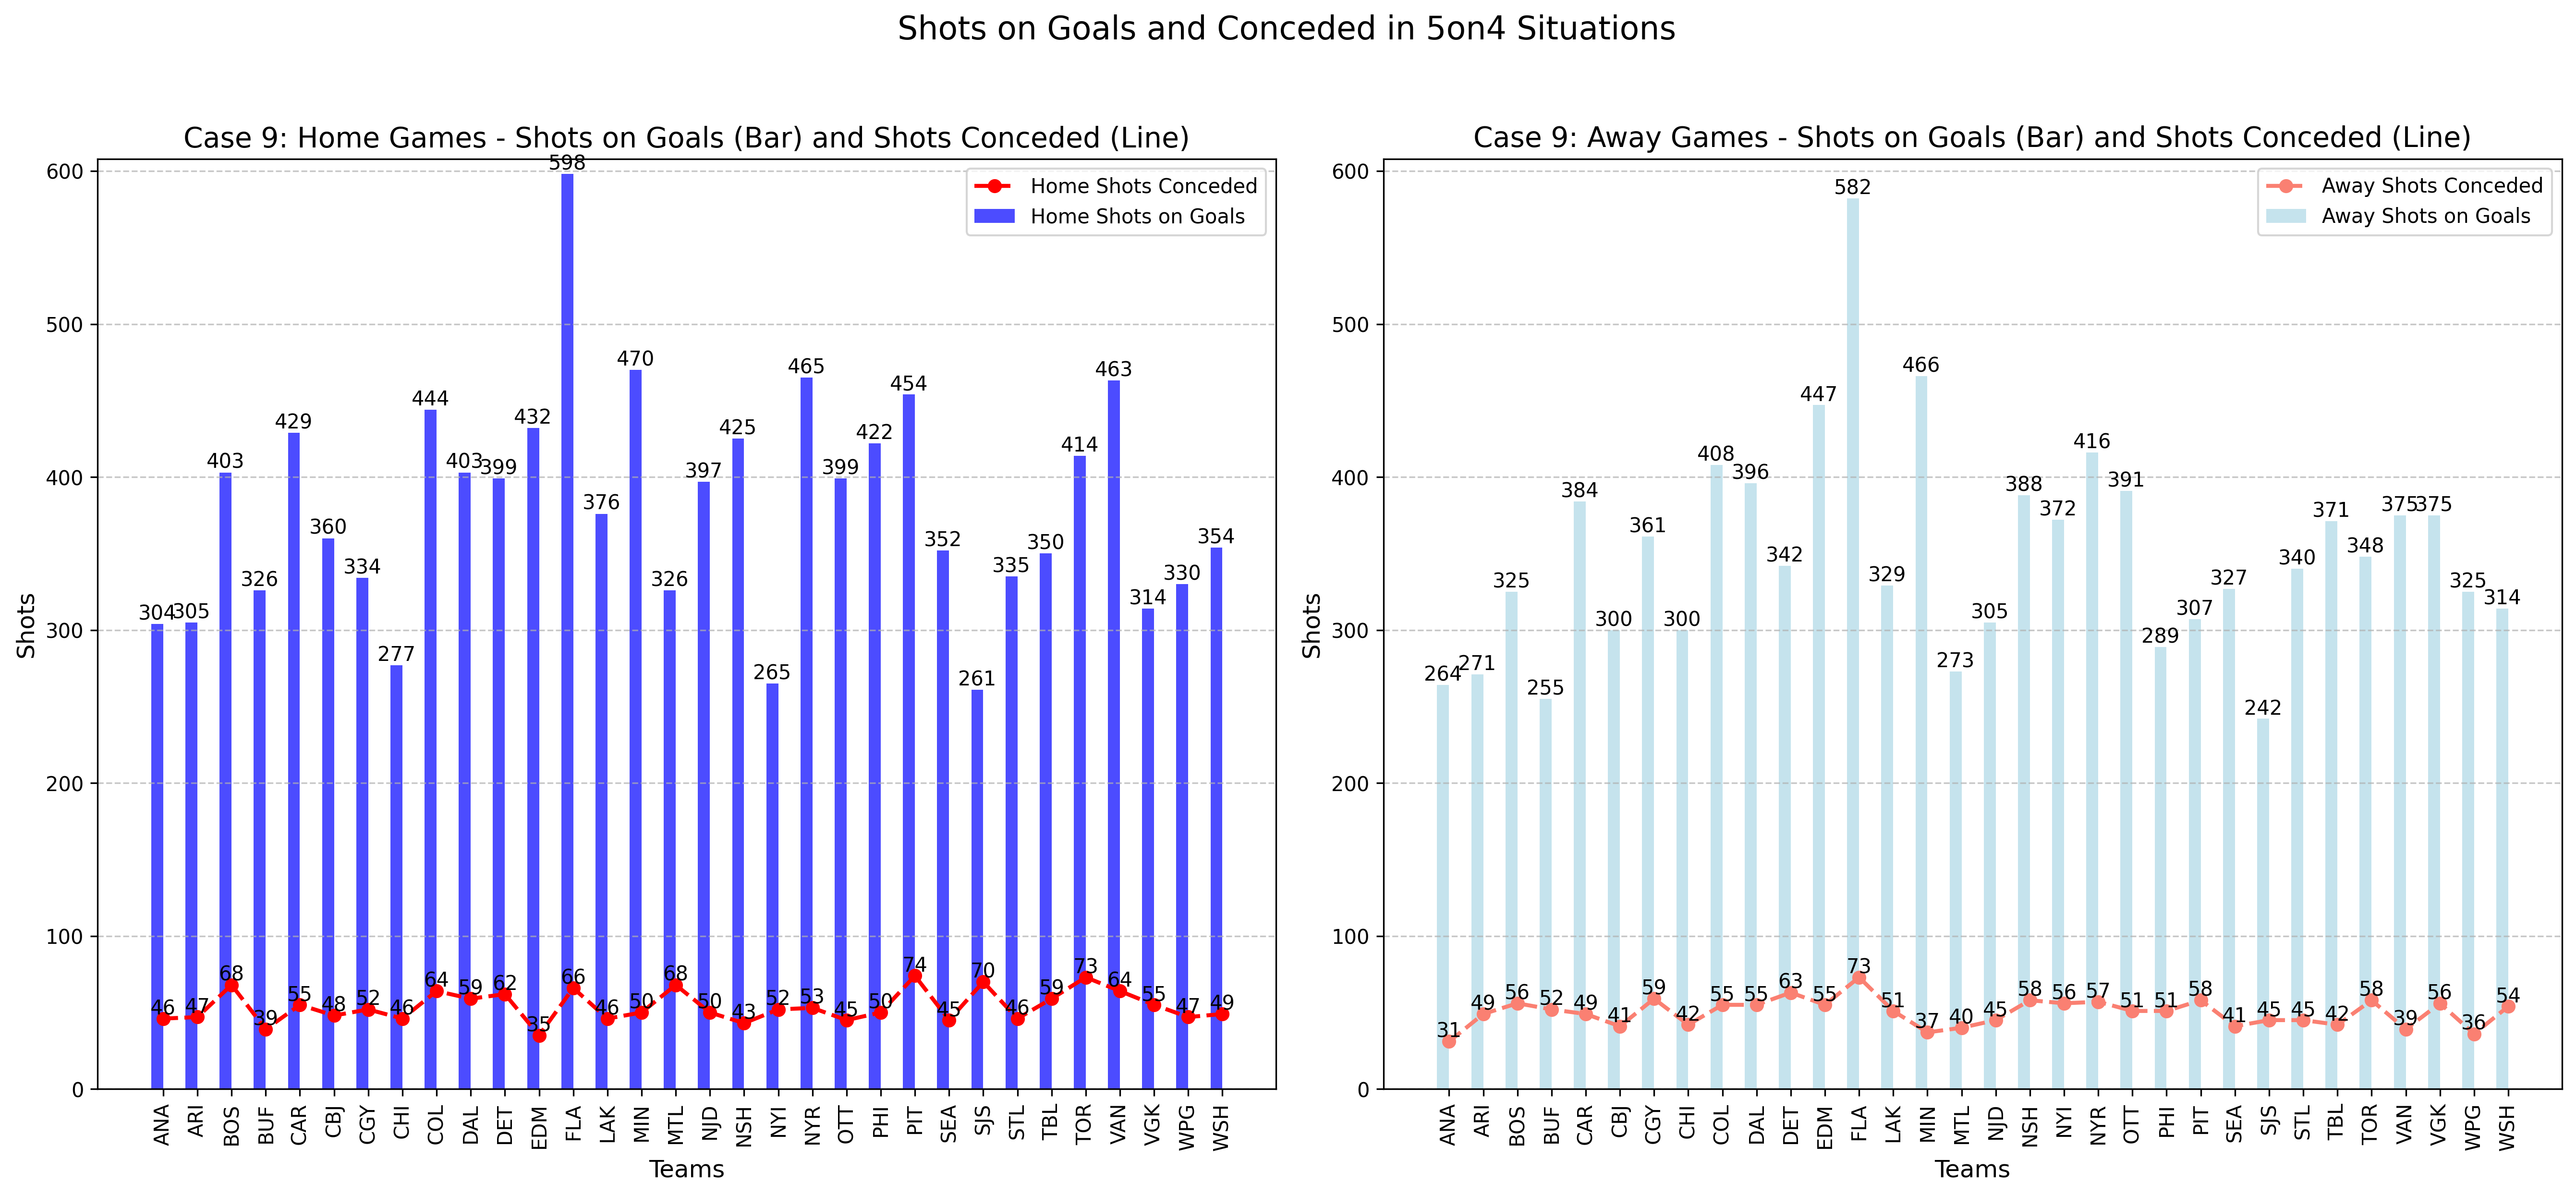 Shots on Goals and Conceded in 5on4 Situations
Case 9: Home Games - Shots on Goals (Bar) and Shots Conceded (Line)
Home Shots Conceded
Home Shots on Goals
Shots
600
500
400
300
200
100
0
304 305 403 326 429 360 334 277 444 403 399 432 598 376 470 326 397 425 265 465 399 422 454 352 261 335 350 414 463 314 330 354
46 47 68 39 55 48 52 46 64 59 62 35 66 46 50 68 50 43 52 53 45 50 74 45 70 46 59 73 64 55 47 49
ANA ARI BOS BUF CAR CBJ CGY CHI COL DAL DET EDM FLA LAK MIN MTL NJD NSH NYI NYR OTT PHI PIT SEA SJS STL TBL TOR VAN VGK WPG WSH
Teams
Case 9: Away Games - Shots on Goals (Bar) and Shots Conceded (Line)
Away Shots Conceded
Away Shots on Goals
Shots
600
500
400
300
200
100
0
264 271 325 255 384 300 361 300 408 396 342 447 582 329 466 273 305 388 372 416 391 289 307 327 242 340 371 348 375 375 325 314
31 49 56 52 49 41 59 42 55 55 63 55 73 51 37 40 45 58 56 57 51 51 58 41 45 45 42 58 39 56 36 54
ANA ARI BOS BUF CAR CBJ CGY CHI COL DAL DET EDM FLA LAK MIN MTL NJD NSH NYI NYR OTT PHI PIT SEA SJS STL TBL TOR VAN VGK WPG WSH
Teams